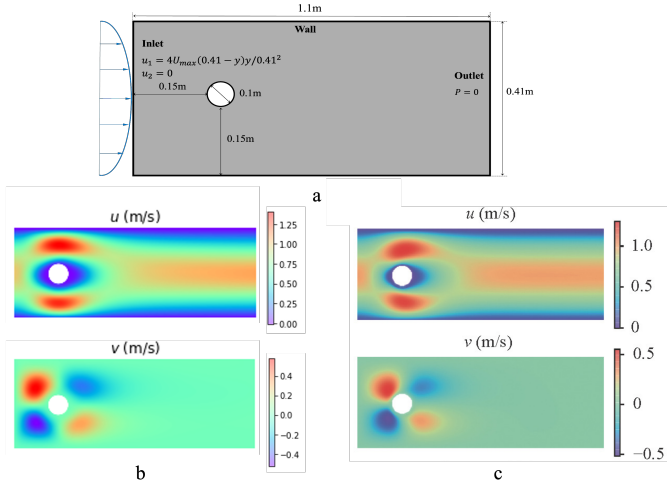 1.1m
Wall
Inlet
u₁ = 4Uₘₐₓ(0.41 − y)y/0.41²
u₂ = 0
0.15m
0.1m
Outlet
P = 0
0.41m
0.15m
a
u (m/s)
1.25
1.00
0.75
0.50
0.25
0.00
v (m/s)
0.4
0.2
0.0
−0.2
−0.4
b
u (m/s)
1.0
0.5
0
v (m/s)
0.5
0
−0.5
c